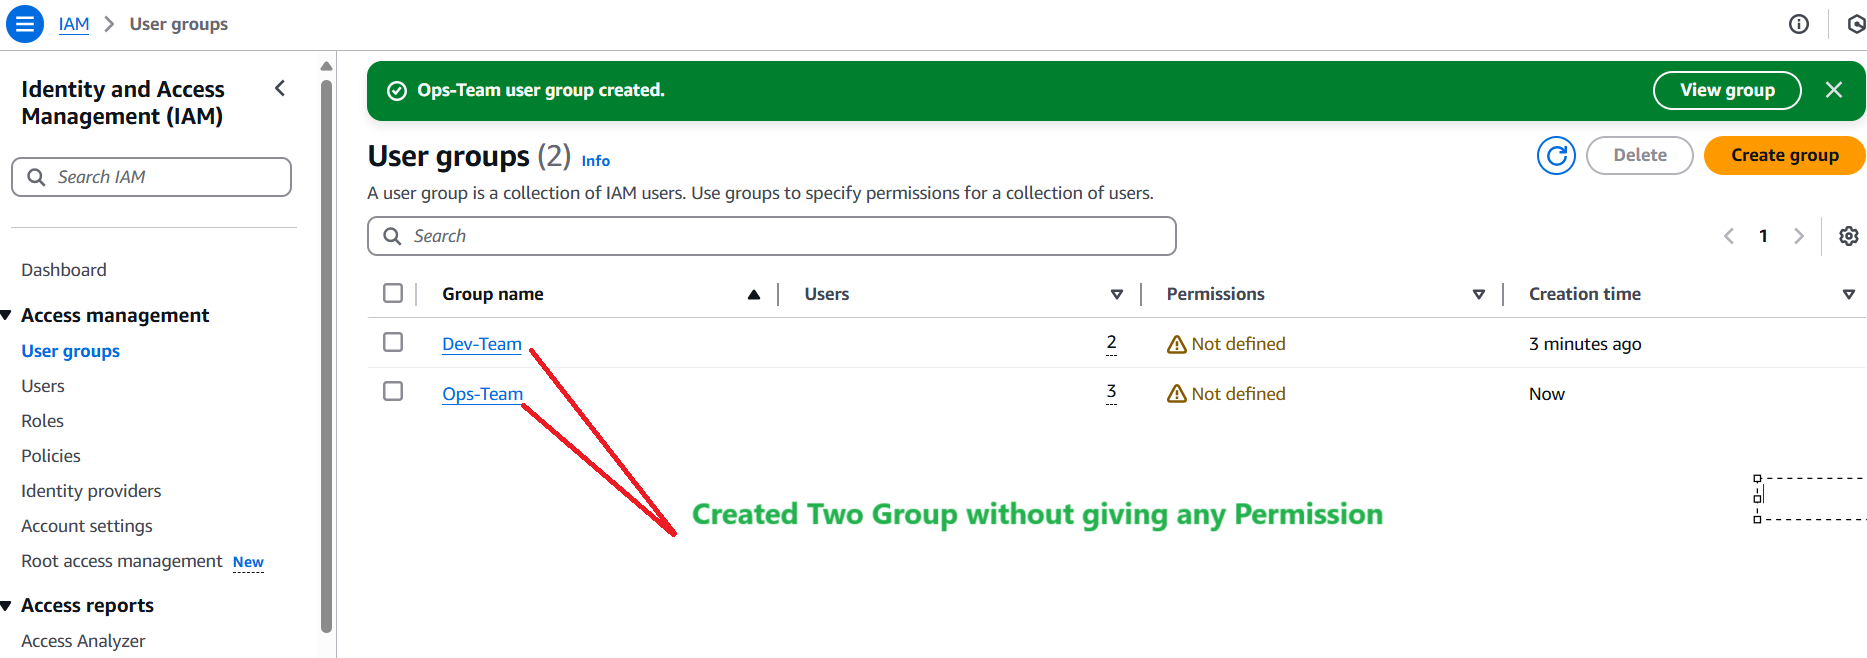 IAM > User groups
Identity and Access
Management (IAM)
Search IAM
Dashboard
Access management
User groups
Users
Roles
Policies
Identity providers
Account settings
Root access management New
Access reports
Access Analyzer
Ops-Team user group created.
View group
User groups (2) Info
Delete
Create group
A user group is a collection of IAM users. Use groups to specify permissions for a collection of users.
Search
1
Group name Users Permissions Creation time
Dev-Team 2 Not defined 3 minutes ago
Ops-Team 3 Not defined Now
Created Two Group without giving any Permission